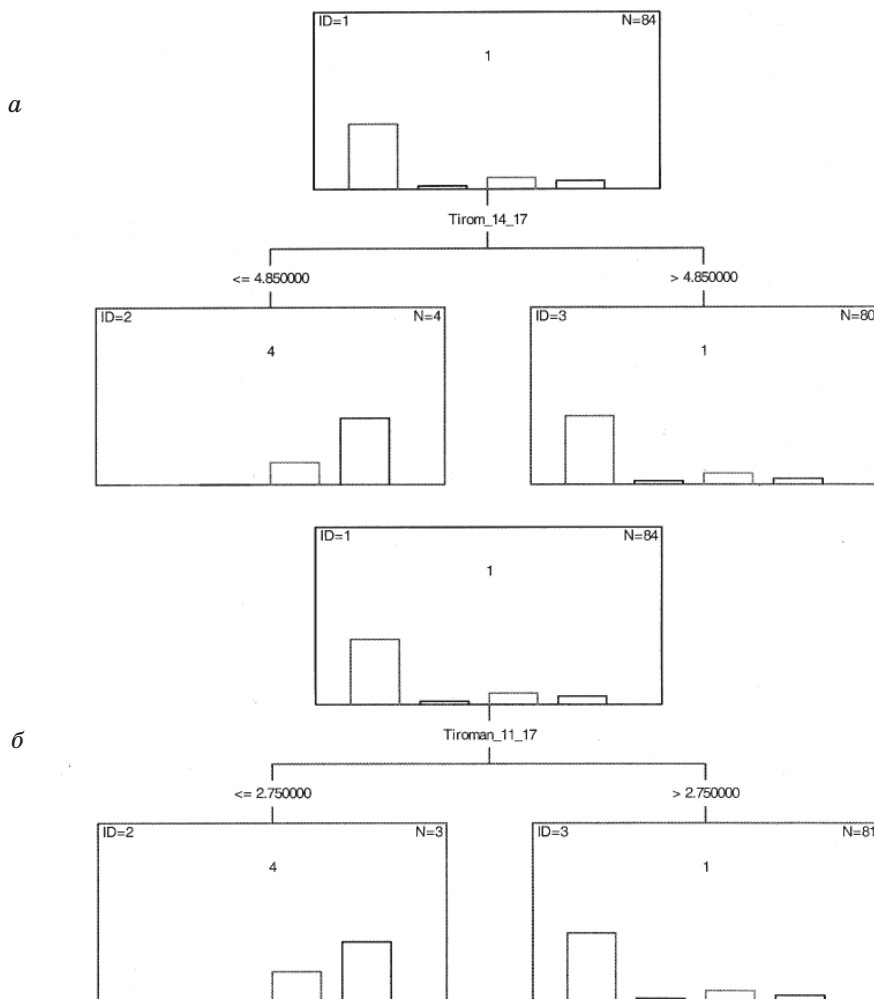 ID=1 N=84
а
1
Tirom_14_17
<= 4.850000 > 4.850000
ID=2 N=4 ID=3 N=80
4 1
ID=1 N=84
1
Tiroman_11_17
б
<= 2.750000 > 2.750000
ID=2 N=3 ID=3 N=81
4 1